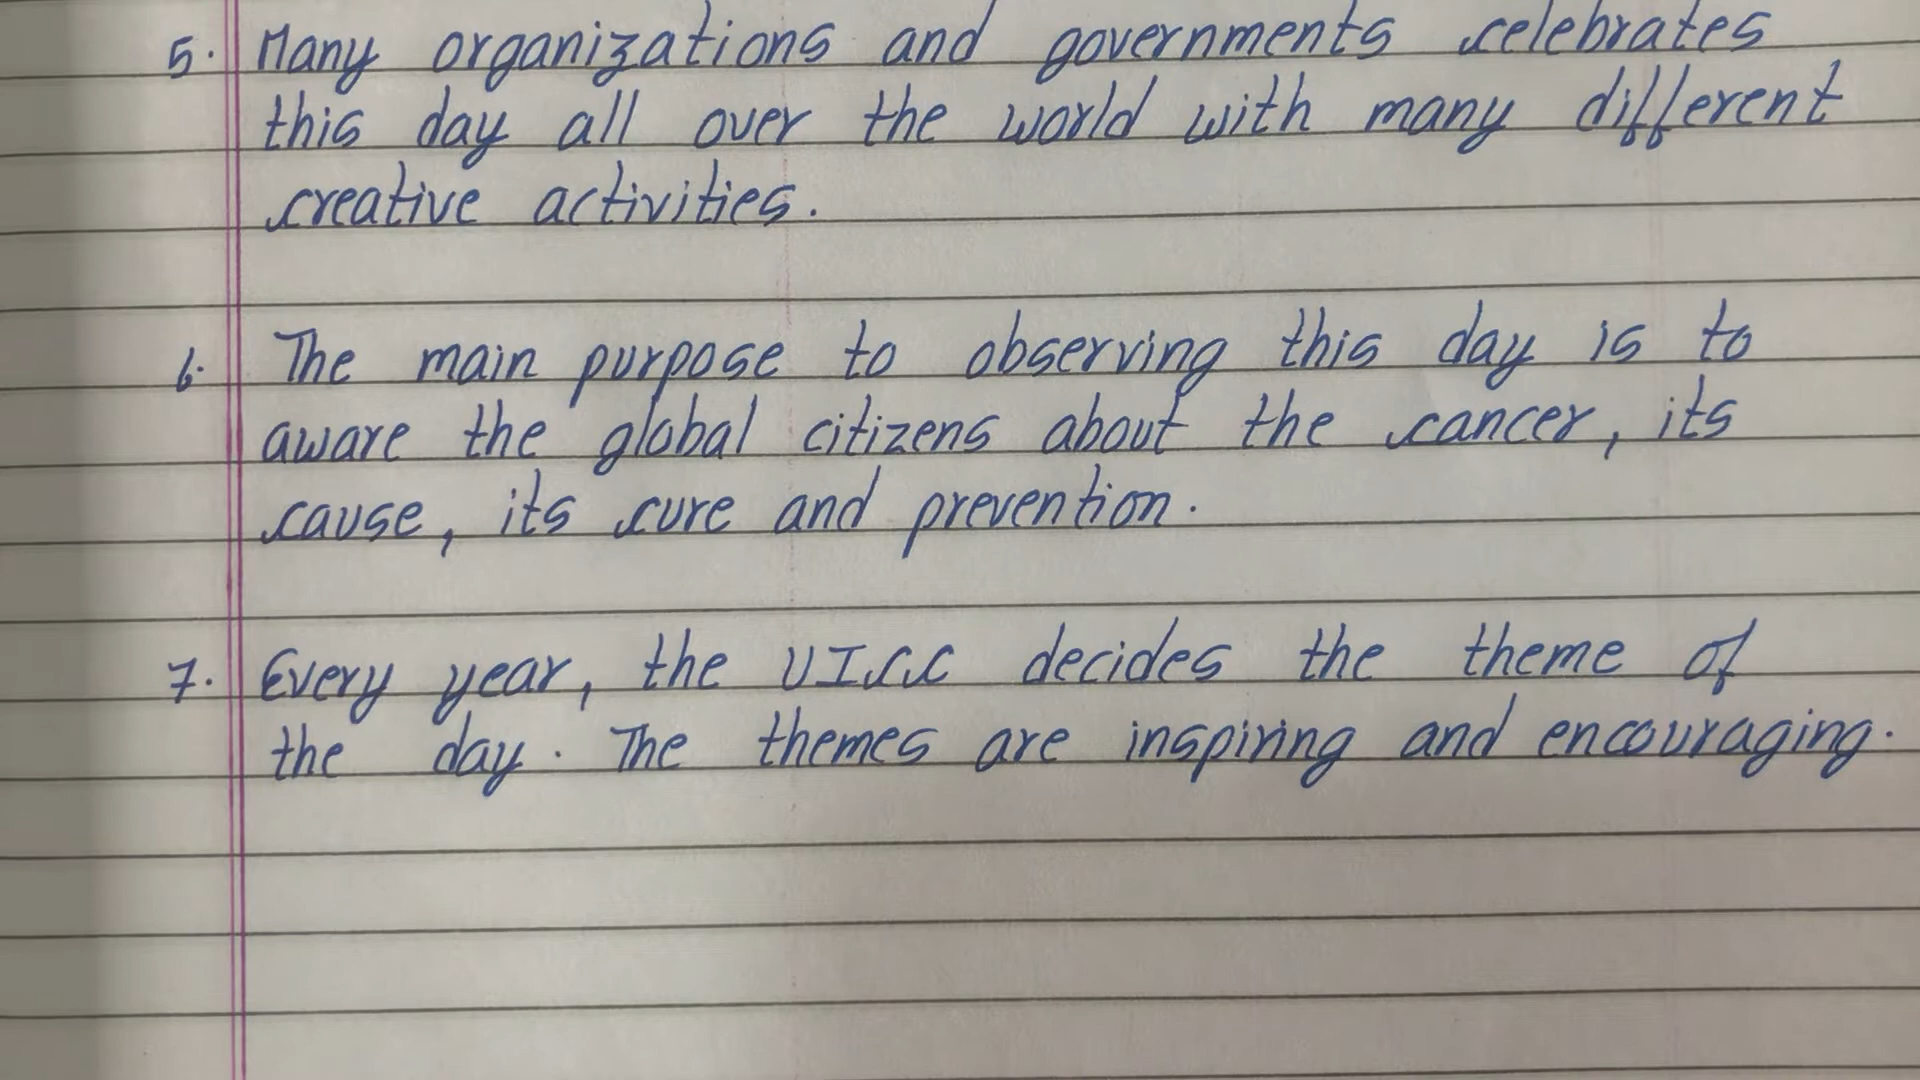 5. Many organizations and governments celebrates
this day all over the world with many different
creative activities.
6. The main purpose to observing this day is to
aware the global citizens about the cancer, its
cause, its cure and prevention.
7. Every year, the UICC decides the theme of
the day. The themes are inspiring and encouraging.